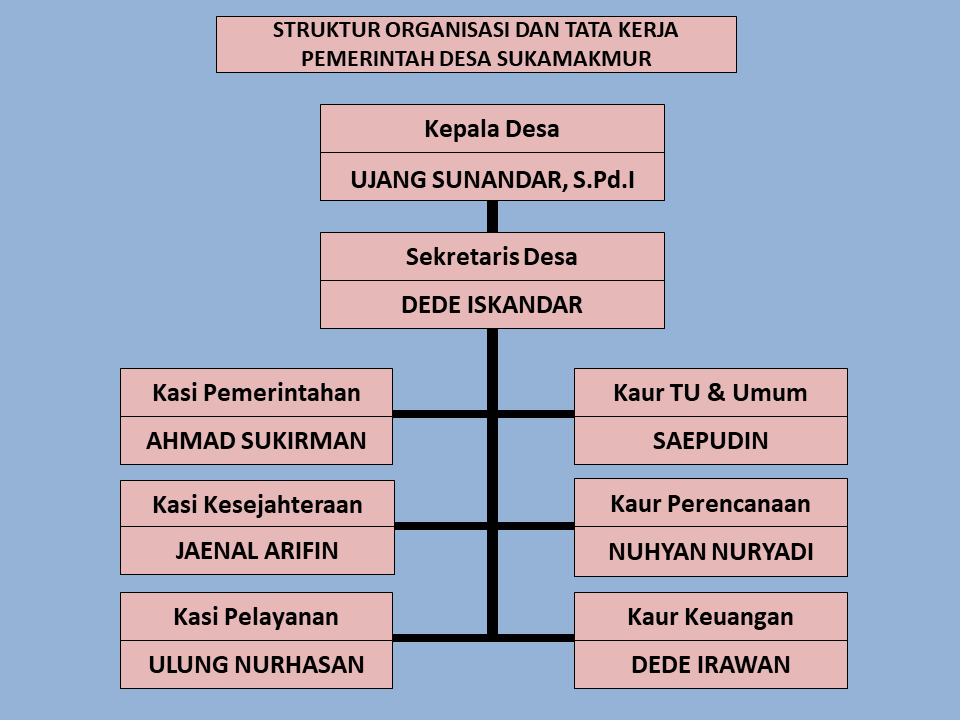 STRUKTUR ORGANISASI DAN TATA KERJA
PEMERINTAH DESA SUKAMAKMUR
Kepala Desa
UJANG SUNANDAR, S.Pd.I
Sekretaris Desa
DEDE ISKANDAR
Kasi Pemerintahan
AHMAD SUKIRMAN
Kaur TU & Umum
SAEPUDIN
Kasi Kesejahteraan
JAENAL ARIFIN
Kaur Perencanaan
NUHYAN NURYADI
Kasi Pelayanan
ULUNG NURHASAN
Kaur Keuangan
DEDE IRAWAN